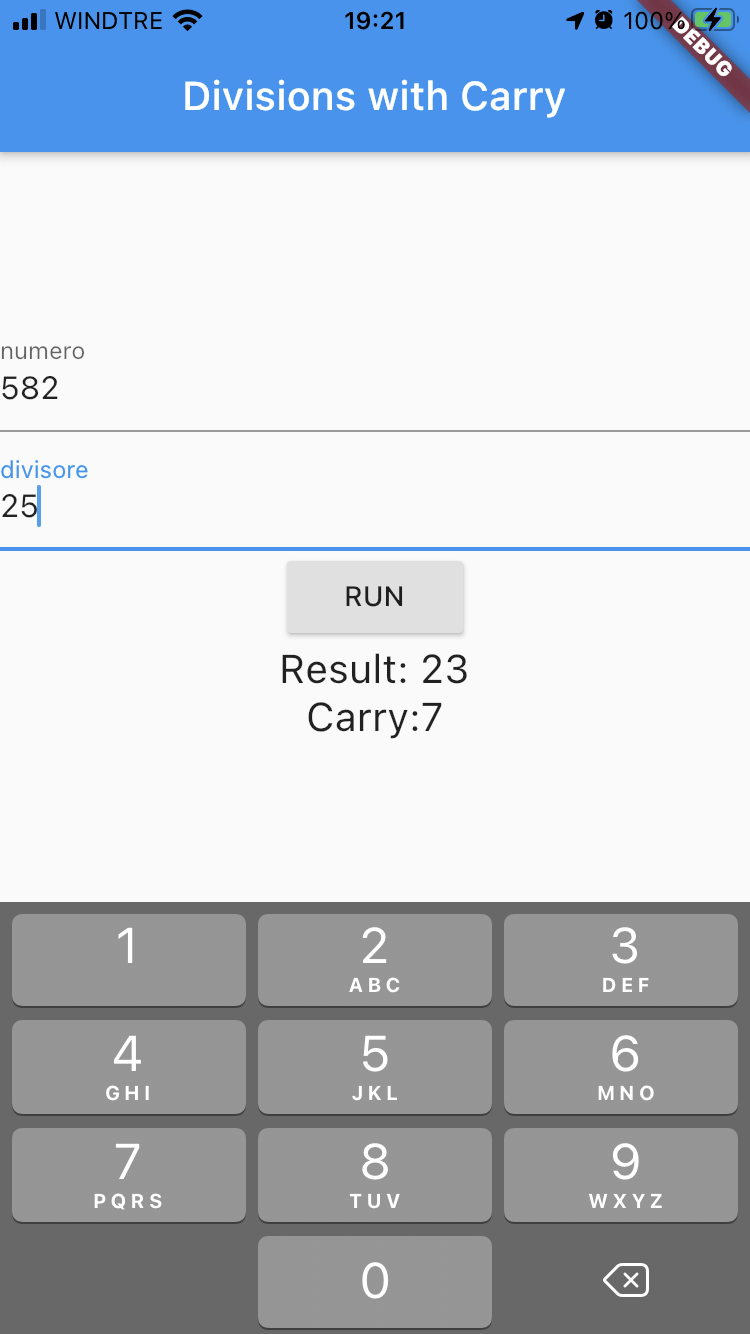 WINDTRE 19:21 100%
DEBUG
Divisions with Carry
numero
582
divisore
25
RUN
Result: 23
Carry:7
1 2 3
ABC DEF
4 5 6
GHI JKL MNO
7 8 9
PQRS TUV WXYZ
0